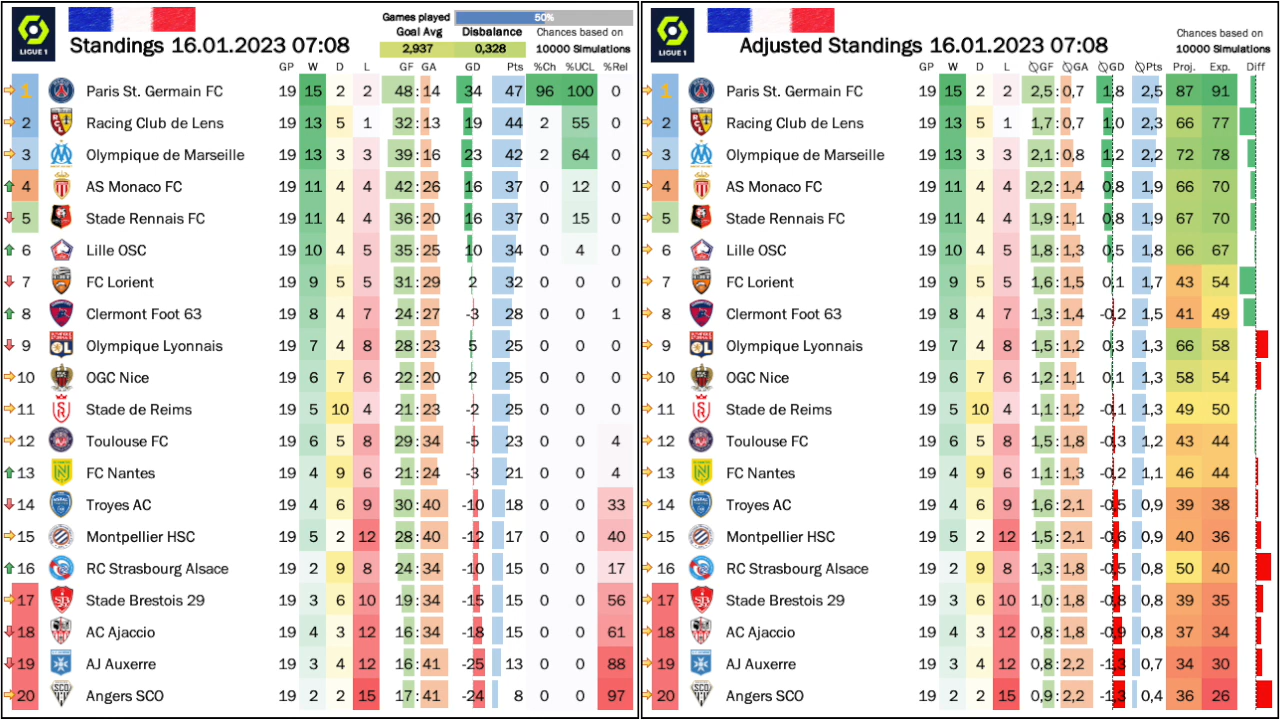 LIGUE 1
Standings 16.01.2023 07:08
Games played 50%
Goal Avg Disbalance Chances based on
2,937 0,328 10000 Simulations
GP W D L GF GA GD Pts %Ch %UCL %Rel
1 Paris St. Germain FC 19 15 2 2 48 : 14 34 47 96 100 0
2 Racing Club de Lens 19 13 5 1 32 : 13 19 44 2 55 0
3 Olympique de Marseille 19 13 3 3 39 : 16 23 42 2 64 0
4 AS Monaco FC 19 11 4 4 42 : 26 16 37 0 12 0
5 Stade Rennais FC 19 11 4 4 36 : 20 16 37 0 15 0
6 Lille OSC 19 10 4 5 35 : 25 10 34 0 4 0
7 FC Lorient 19 9 5 5 31 : 29 2 32 0 0 0
8 Clermont Foot 63 19 8 4 7 24 : 27 -3 28 0 0 1
9 Olympique Lyonnais 19 7 4 8 28 : 23 5 25 0 0 0
10 OGC Nice 19 6 7 6 22 : 20 2 25 0 0 0
11 Stade de Reims 19 5 10 4 21 : 23 -2 25 0 0 0
12 Toulouse FC 19 6 5 8 29 : 34 -5 23 0 0 4
13 FC Nantes 19 4 9 6 21 : 24 -3 21 0 0 4
14 Troyes AC 19 4 6 9 30 : 40 -10 18 0 0 33
15 Montpellier HSC 19 5 2 12 28 : 40 -12 17 0 0 40
16 RC Strasbourg Alsace 19 2 9 8 24 : 34 -10 15 0 0 17
17 Stade Brestois 29 19 3 6 10 19 : 34 -15 15 0 0 56
18 AC Ajaccio 19 4 3 12 16 : 34 -18 15 0 0 61
19 AJ Auxerre 19 3 4 12 16 : 41 -25 13 0 0 88
20 Angers SCO 19 2 2 15 17 : 41 -24 8 0 0 97
LIGUE 1
Adjusted Standings 16.01.2023 07:08
Chances based on
10000 Simulations
GP W D L ∅GF ∅GA ∅GD ∅Pts Proj. Exp. Diff
1 Paris St. Germain FC 19 15 2 2 2,5 : 0,7 1,8 2,5 87 91
2 Racing Club de Lens 19 13 5 1 1,7 : 0,7 1,0 2,3 66 77
3 Olympique de Marseille 19 13 3 3 2,1 : 0,8 1,2 2,2 72 78
4 AS Monaco FC 19 11 4 4 2,2 : 1,4 0,8 1,9 66 70
5 Stade Rennais FC 19 11 4 4 1,9 : 1,1 0,8 1,9 67 70
6 Lille OSC 19 10 4 5 1,8 : 1,3 0,5 1,8 66 67
7 FC Lorient 19 9 5 5 1,6 : 1,5 0,1 1,7 43 54
8 Clermont Foot 63 19 8 4 7 1,3 : 1,4 -0,2 1,5 41 49
9 Olympique Lyonnais 19 7 4 8 1,5 : 1,2 0,3 1,3 66 58
10 OGC Nice 19 6 7 6 1,2 : 1,1 0,1 1,3 58 54
11 Stade de Reims 19 5 10 4 1,1 : 1,2 -0,1 1,3 49 50
12 Toulouse FC 19 6 5 8 1,5 : 1,8 -0,3 1,2 43 44
13 FC Nantes 19 4 9 6 1,1 : 1,3 -0,2 1,1 46 44
14 Troyes AC 19 4 6 9 1,6 : 2,1 -0,5 0,9 39 38
15 Montpellier HSC 19 5 2 12 1,5 : 2,1 -0,6 0,9 40 36
16 RC Strasbourg Alsace 19 2 9 8 1,3 : 1,8 -0,5 0,8 50 40
17 Stade Brestois 29 19 3 6 10 1,0 : 1,8 -0,8 0,8 39 35
18 AC Ajaccio 19 4 3 12 0,8 : 1,8 -0,9 0,8 37 34
19 AJ Auxerre 19 3 4 12 0,8 : 2,2 -1,3 0,7 34 30
20 Angers SCO 19 2 2 15 0,9 : 2,2 -1,3 0,4 36 26